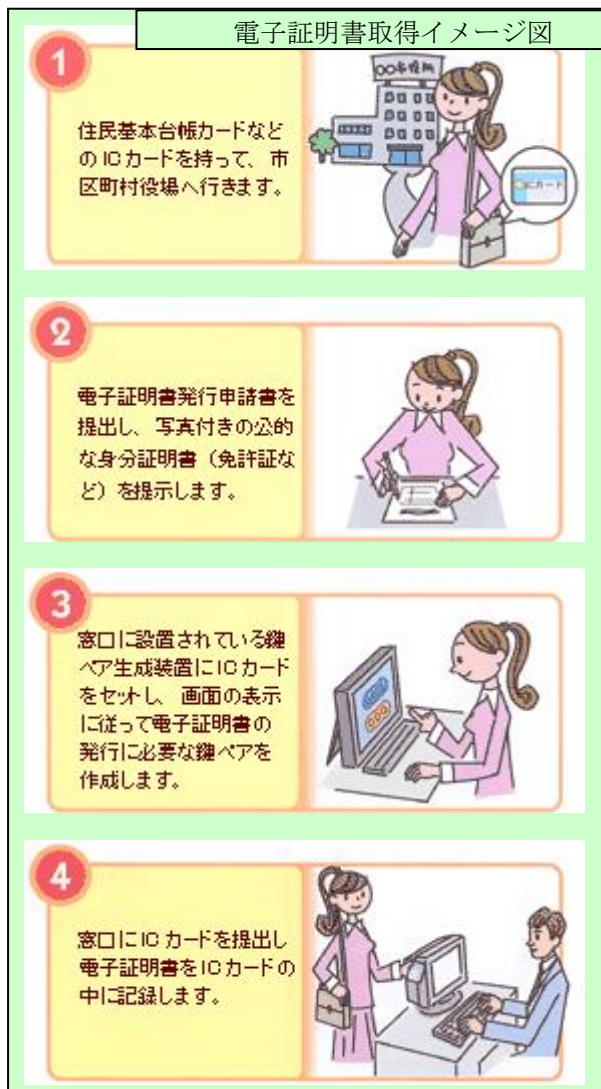 電子証明書取得イメージ図
1
住民基本台帳カードなど
のICカードを持って、市
区町村役場へ行きます。
○○市役所
ICカード
2
電子証明書発行申請書を
提出し、写真付きの公的
な身分証明書（免許証な
ど）を提示します。
3
窓口に設置されている鍵
ペア生成装置にICカード
をセットし、画面の表示
に従って電子証明書の
発行に必要な鍵ペアを
作成します。
4
窓口にICカードを提出し
電子証明書をICカードの
中に記録します。